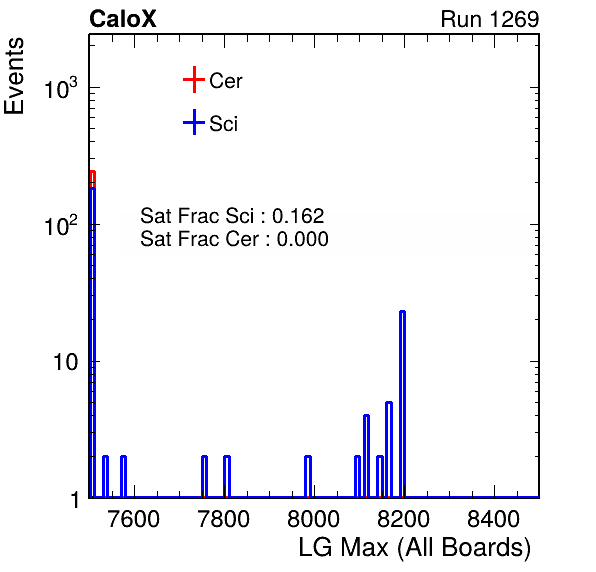 CaloX Run 1269
Events
Cer
Sci
Sat Frac Sci : 0.162
Sat Frac Cer : 0.000
10³
10²
10
1
7600 7800 8000 8200 8400
LG Max (All Boards)